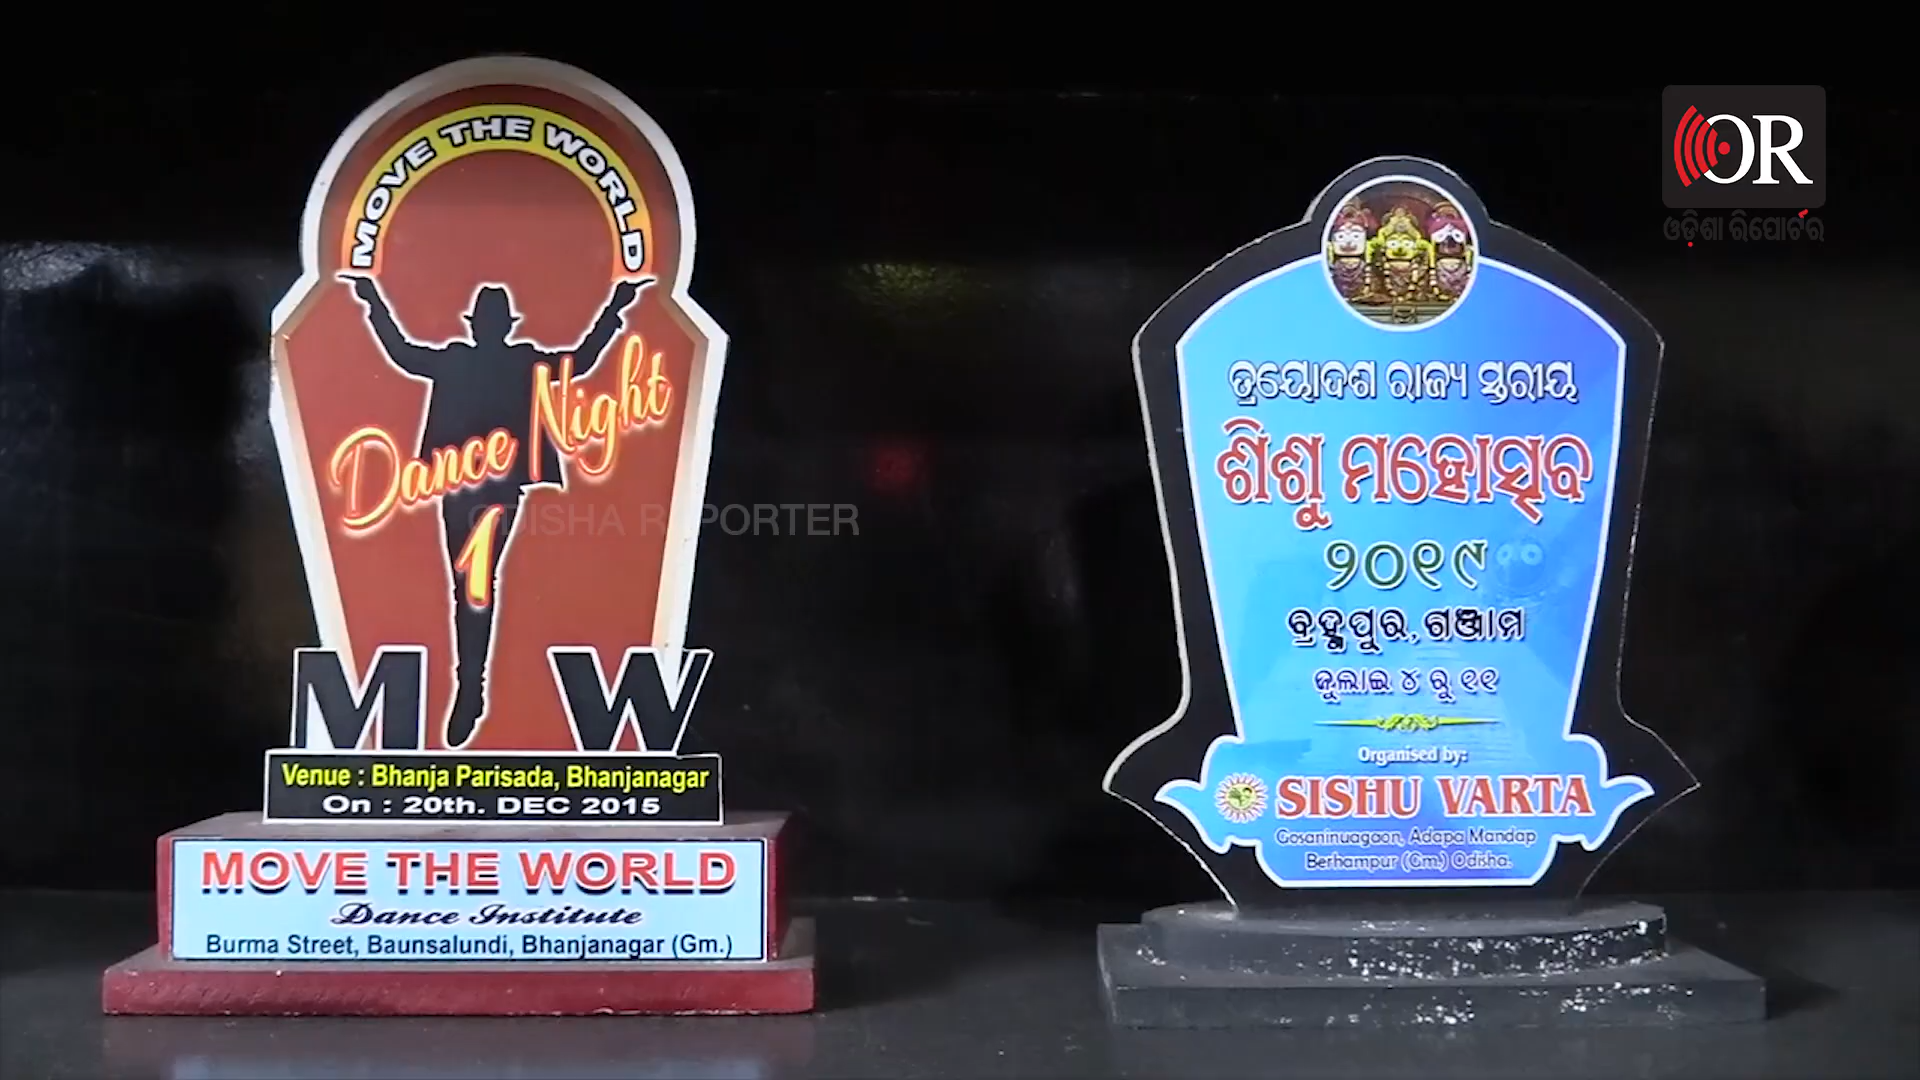 MOVE THE WORLD
Dance Night
1
M W
Venue : Bhanja Parisada, Bhanjanagar
On : 20th. DEC 2015
MOVE THE WORLD
Dance Institute
Burma Street, Baunsalundi, Bhanjanagar (Gm.)
ODISHA REPORTER
OR
ଓଡ଼ିଶା ରିପୋର୍ଟର
ତ୍ରୟୋଦଶ ରାଜ୍ୟ ସ୍ତରୀୟ
ଶିଶୁ ମହୋତ୍ସବ
୨୦୧୯
ବ୍ରହ୍ମପୁର, ଗଞ୍ଜାମ
ଜୁଲାଇ ୪ ରୁ ୧୧
Organised by:
SISHU VARTA
Gosaninuagaon, Adapa Mandap
Berhampur (Gm.) Odisha.